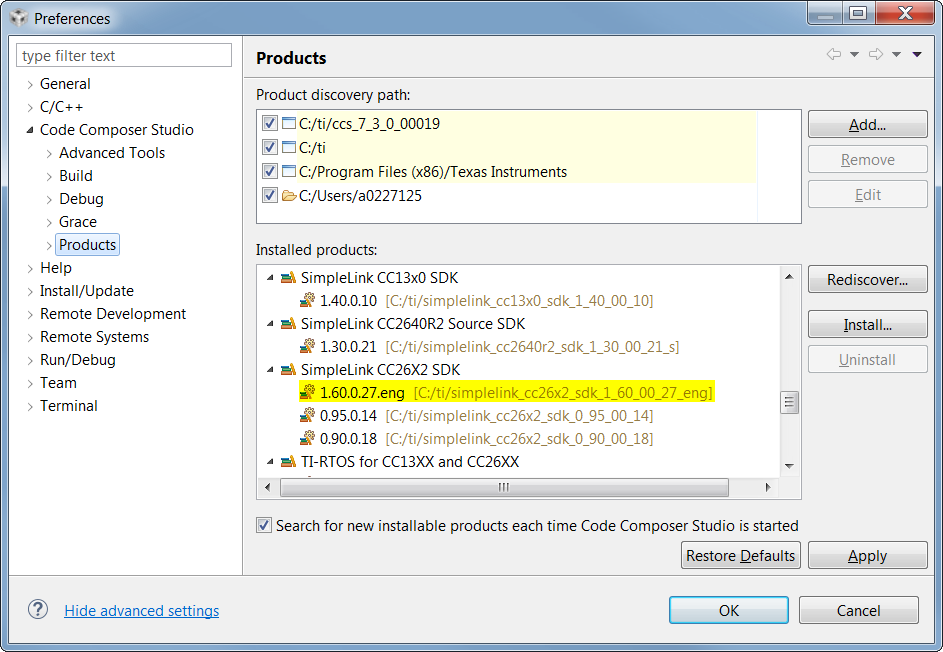 Preferences
type filter text
General
C/C++
Code Composer Studio
Advanced Tools
Build
Debug
Grace
Products
Help
Install/Update
Remote Development
Remote Systems
Run/Debug
Team
Terminal
Products
Product discovery path:
C:/ti/ccs_7_3_0_00019
C:/ti
C:/Program Files (x86)/Texas Instruments
C:/Users/a0227125
Add...
Remove
Edit
Installed products:
SimpleLink CC13x0 SDK
1.40.0.10 [C:/ti/simplelink_cc13x0_sdk_1_40_00_10]
SimpleLink CC2640R2 Source SDK
1.30.0.21 [C:/ti/simplelink_cc2640r2_sdk_1_30_00_21_s]
SimpleLink CC26X2 SDK
1.60.0.27.eng [C:/ti/simplelink_cc26x2_sdk_1_60_00_27_eng]
0.95.0.14 [C:/ti/simplelink_cc26x2_sdk_0_95_00_14]
0.90.0.18 [C:/ti/simplelink_cc26x2_sdk_0_90_00_18]
TI-RTOS for CC13XX and CC26XX
Rediscover...
Install...
Uninstall
Search for new installable products each time Code Composer Studio is started
Restore Defaults
Apply
? Hide advanced settings
OK
Cancel